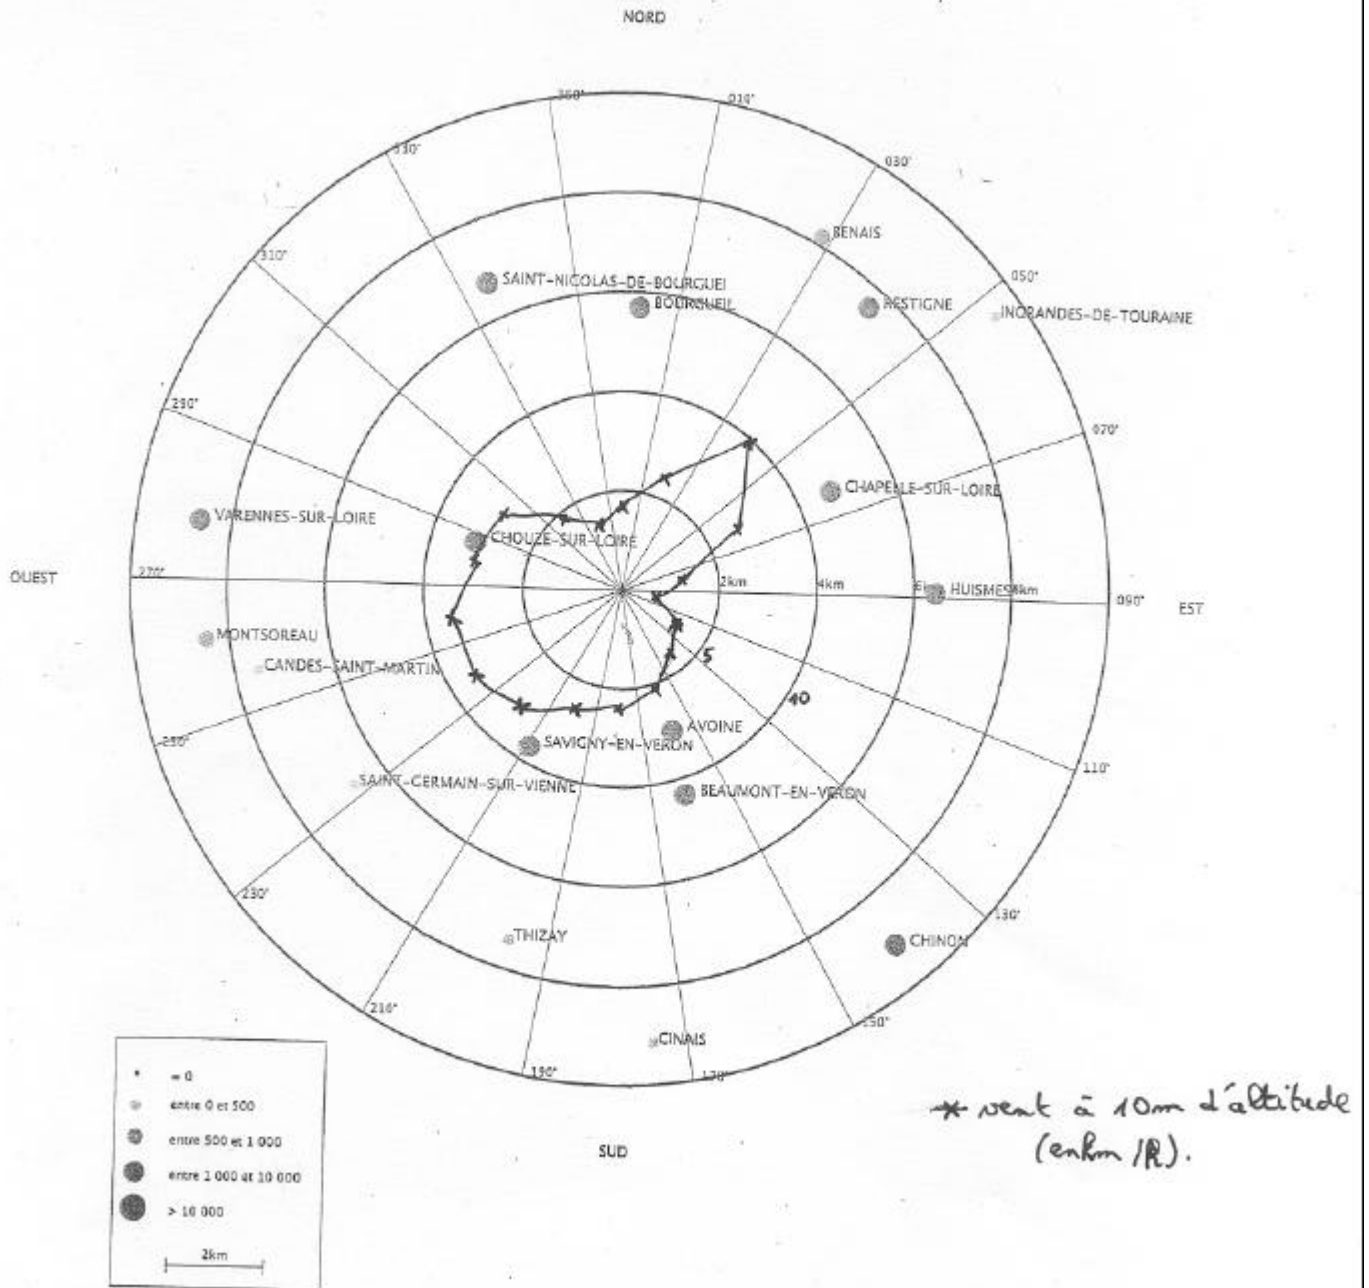 NORD
360°
010°
330°
030°
310°
BENAIS
050°
SAINT-NICOLAS-DE-BOURGUEI
BOURGUEIL
RESTIGNE
INGRANDES-DE-TOURAINE
290°
070°
CHAPELLE-SUR-LOIRE
VARENNES-SUR-LOIRE
CHOUZE-SUR-LOIRE
OUEST
270°
2km
4km
HUISMES
090°
EST
MONTSOREAU
CANDES-SAINT-MARTIN
5
10
AVOINE
SAVIGNY-EN-VERON
250°
110°
SAINT-GERMAIN-SUR-VIENNE
BEAUMONT-EN-VERON
230°
130°
THIZAY
CHINON
210°
150°
CINAIS
190°
170°
= 0
entre 0 et 500
entre 500 et 1 000
entre 1 000 et 10 000
> 10 000
2km
SUD
vent à 10m d'altitude
(en km/h).